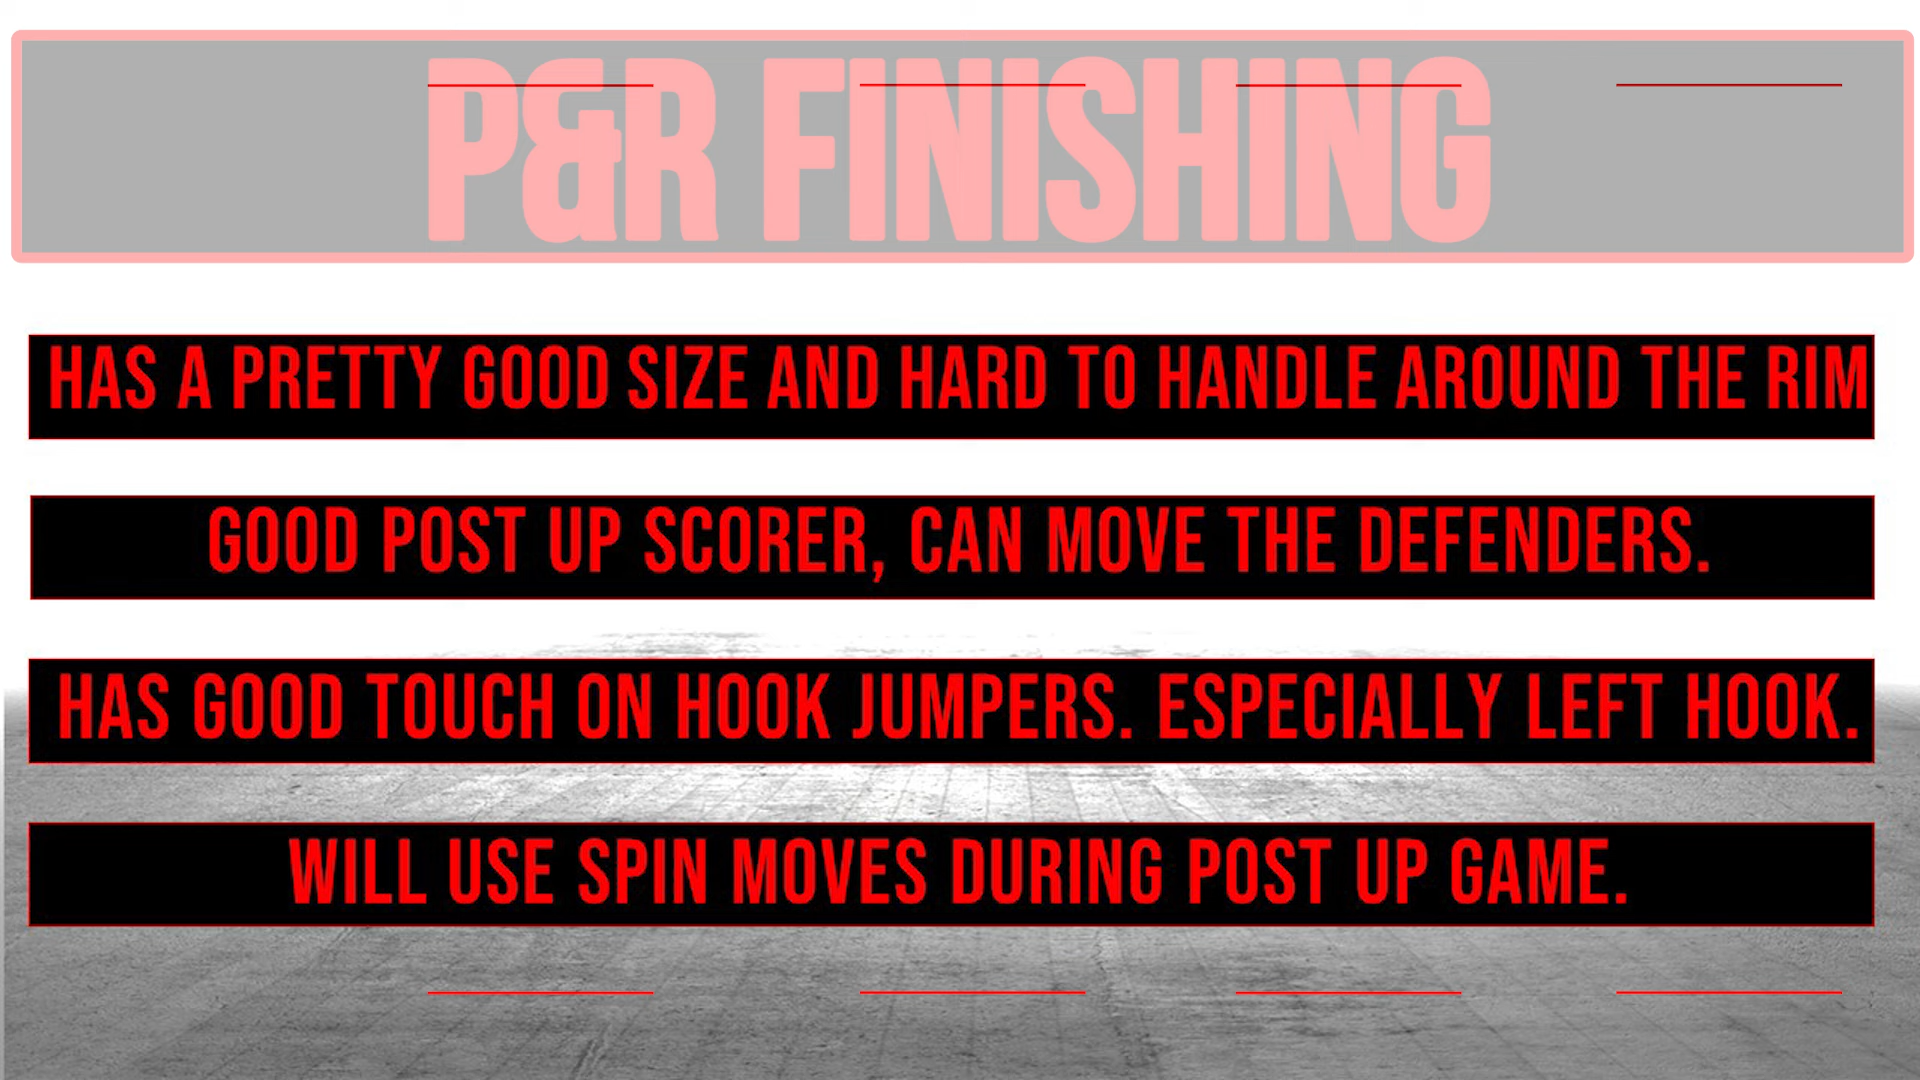 P&R FINISHING
HAS A PRETTY GOOD SIZE AND HARD TO HANDLE AROUND THE RIM
GOOD POST UP SCORER, CAN MOVE THE DEFENDERS.
HAS GOOD TOUCH ON HOOK JUMPERS. ESPECIALLY LEFT HOOK.
WILL USE SPIN MOVES DURING POST UP GAME.